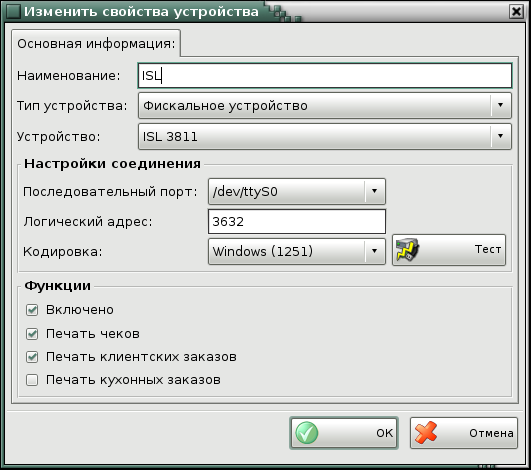 Изменить свойства устройства
Основная информация:
Наименование: ISL
Тип устройства: Фискальное устройство
Устройство: ISL 3811
Настройки соединения
Последовательный порт: /dev/ttyS0
Логический адрес: 3632
Кодировка: Windows (1251) Тест
Функции
Включено
Печать чеков
Печать клиентских заказов
Печать кухонных заказов
OK Отмена